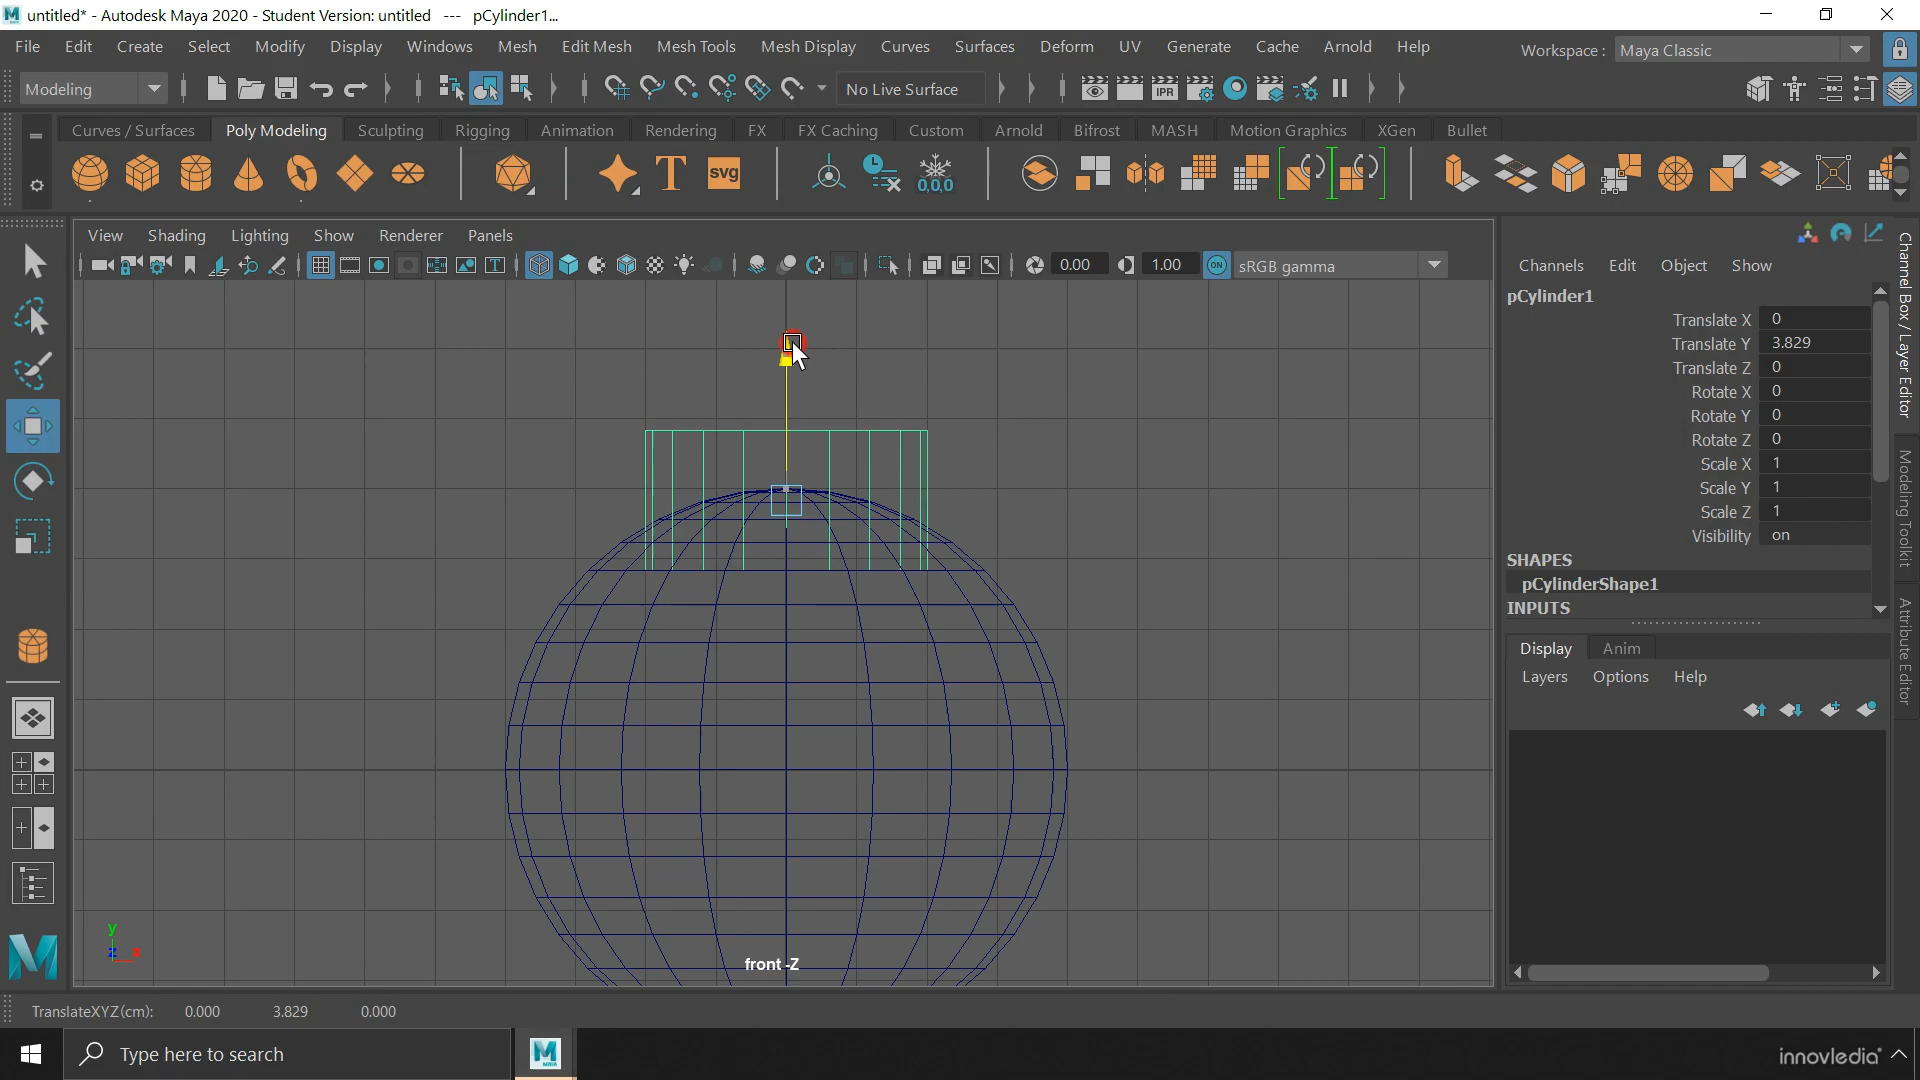 untitled* - Autodesk Maya 2020 - Student Version: untitled --- pCylinder1...
File Edit Create Select Modify Display Windows Mesh Edit Mesh Mesh Tools Mesh Display Curves Surfaces Deform UV Generate Cache Arnold Help Workspace : Maya Classic
Modeling No Live Surface IPR
Curves / Surfaces Poly Modeling Sculpting Rigging Animation Rendering FX FX Caching Custom Arnold Bifrost MASH Motion Graphics XGen Bullet
T SVG 0,0,0
View Shading Lighting Show Renderer Panels
0.00 1.00 ON sRGB gamma
Channels Edit Object Show
pCylinder1
Translate X 0
Translate Y 3.829
Translate Z 0
Rotate X 0
Rotate Y 0
Rotate Z 0
Scale X 1
Scale Y 1
Scale Z 1
Visibility on
SHAPES
pCylinderShape1
INPUTS
Display Anim
Layers Options Help
Channel Box / Layer Editor
Modeling Toolkit
Attribute Editor
y
z x
front -Z
TranslateXYZ(cm): 0.000 3.829 0.000
Type here to search
MAYA
innovledia